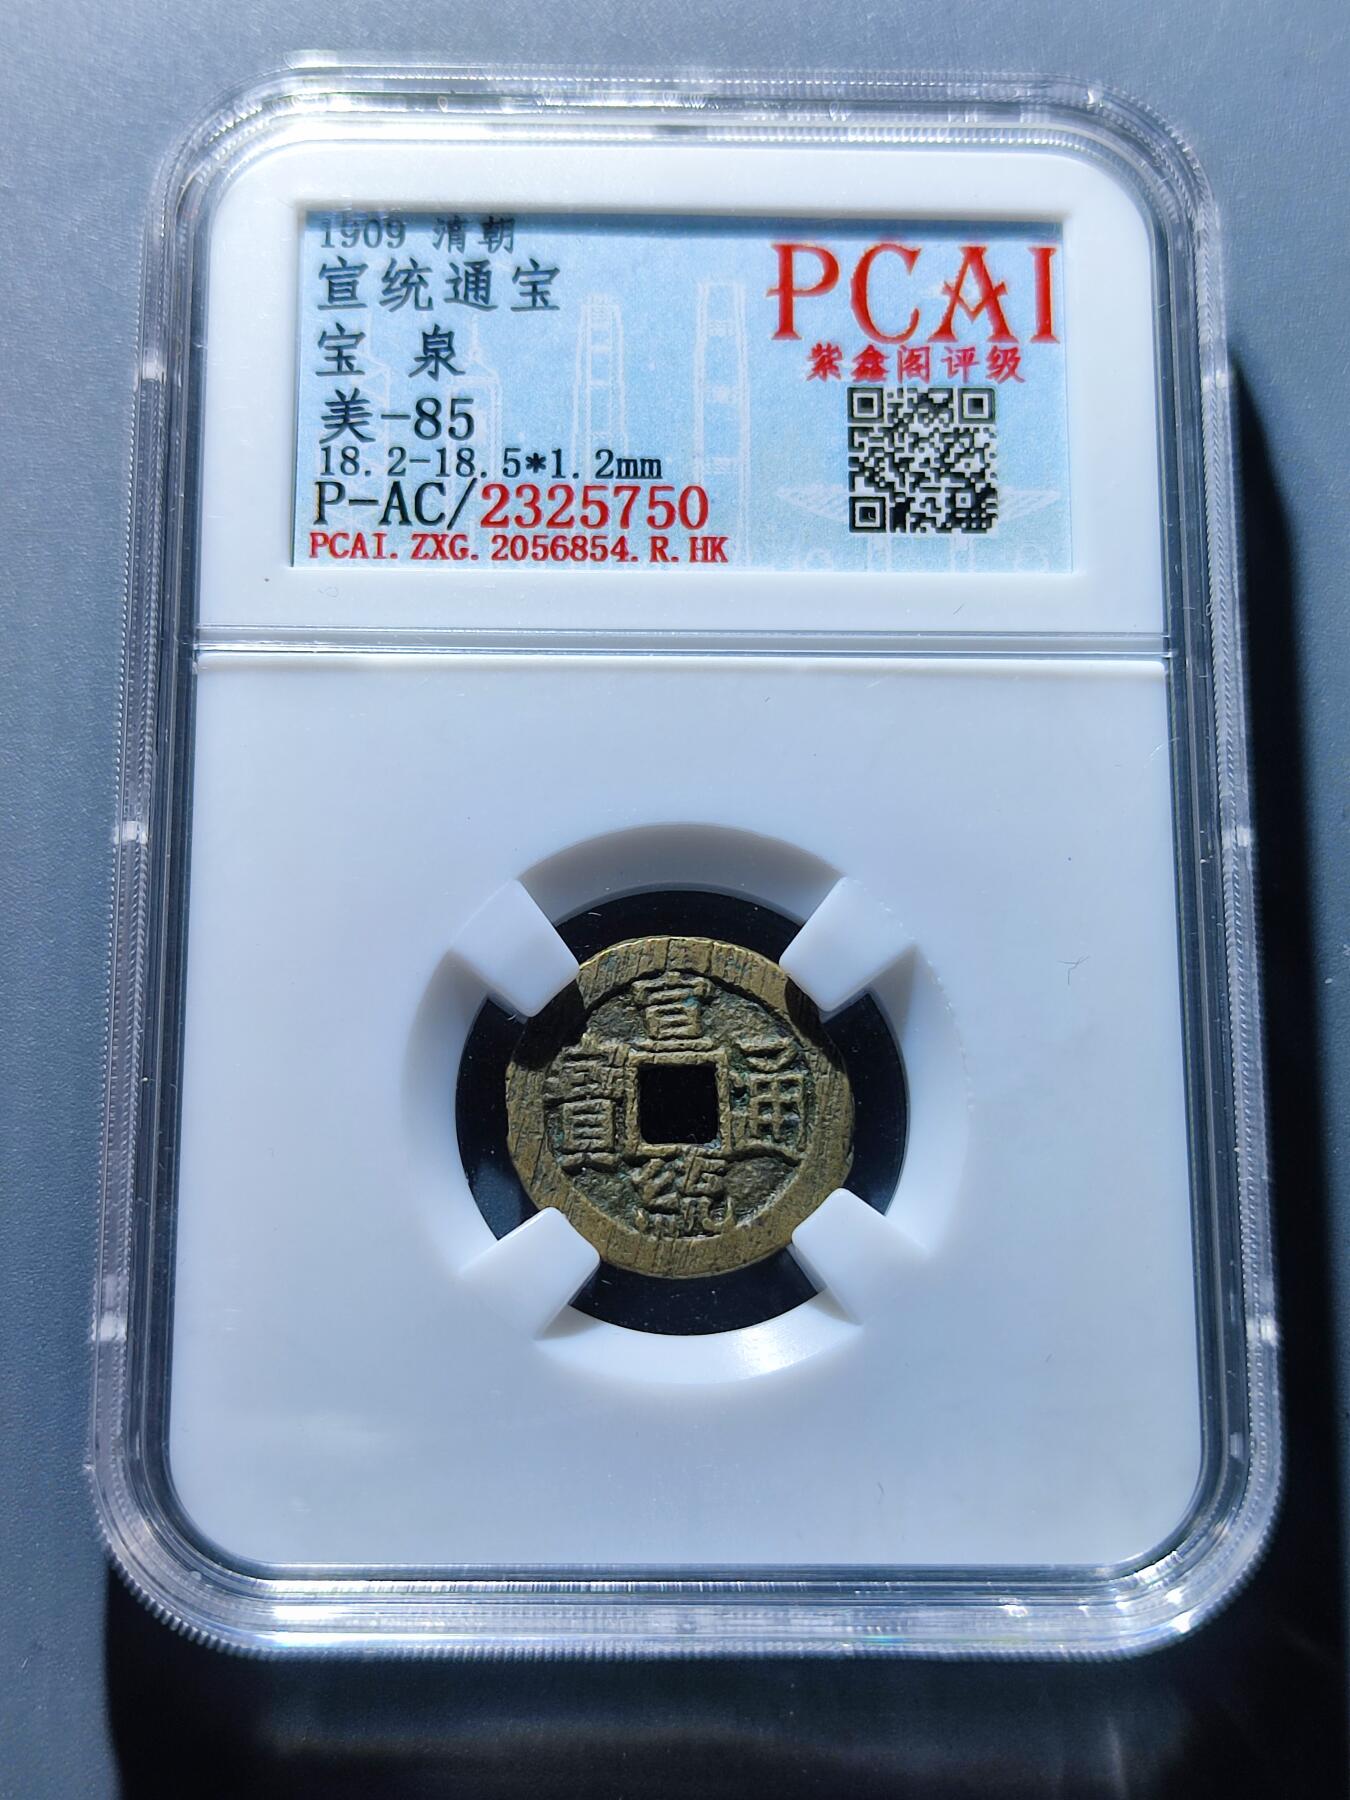 1909 清朝
宣统通宝
宝 泉
美-85
18.2-18.5*1.2mm
P-AC/2325750
PCAI.ZXG.2056854.R.HK
PCAI
紫鑫阁评级
宣統通寶